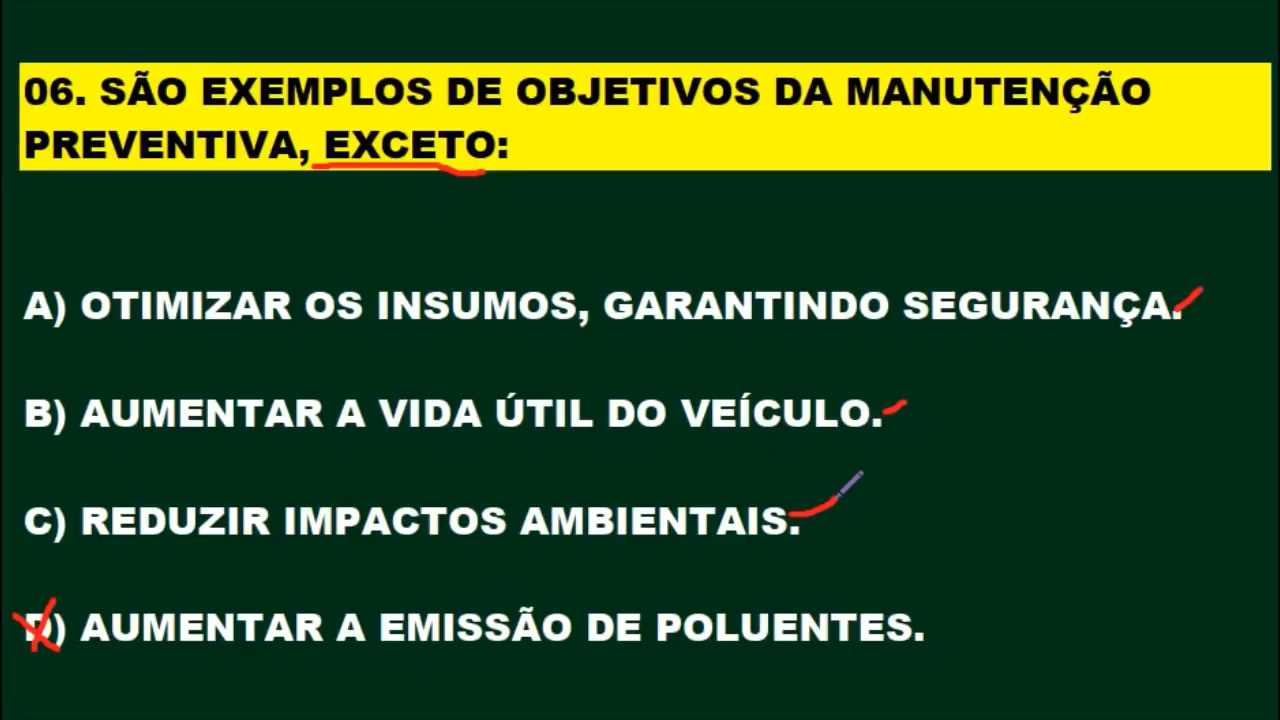 06. SÃO EXEMPLOS DE OBJETIVOS DA MANUTENÇÃO
PREVENTIVA, EXCETO:
A) OTIMIZAR OS INSUMOS, GARANTINDO SEGURANÇA.
B) AUMENTAR A VIDA ÚTIL DO VEÍCULO.
C) REDUZIR IMPACTOS AMBIENTAIS.
D) AUMENTAR A EMISSÃO DE POLUENTES.